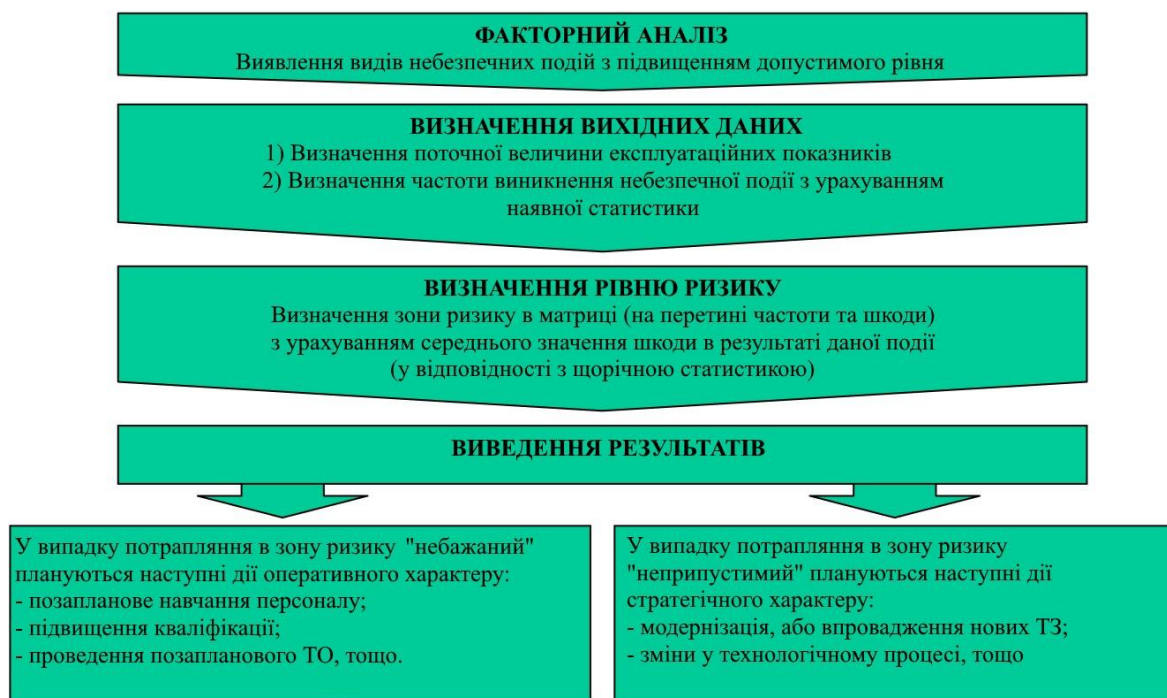 ФАКТОРНИЙ АНАЛІЗ
Виявлення видів небезпечних подій з підвищенням допустимого рівня
ВИЗНАЧЕННЯ ВИХІДНИХ ДАНИХ
1) Визначення поточної величини експлуатаційних показників
2) Визначення частоти виникнення небезпечної події з урахуванням
наявної статистики
ВИЗНАЧЕННЯ РІВНЮ РИЗИКУ
Визначення зони ризику в матриці (на перетині частоти та шкоди)
з урахуванням середнього значення шкоди в результаті даної події
(у відповідності з щорічною статистикою)
ВИВЕДЕННЯ РЕЗУЛЬТАТІВ
У випадку потрапляння в зону ризику "небажаний"
плануються наступні дії оперативного характеру:
- позапланове навчання персоналу;
- підвищення кваліфікації;
- проведення позапланового ТО, тощо.
У випадку потрапляння в зону ризику
"неприпустимий" плануються наступні дії
стратегічного характеру:
- модернізація, або впровадження нових ТЗ;
- зміни у технологічному процесі, тощо